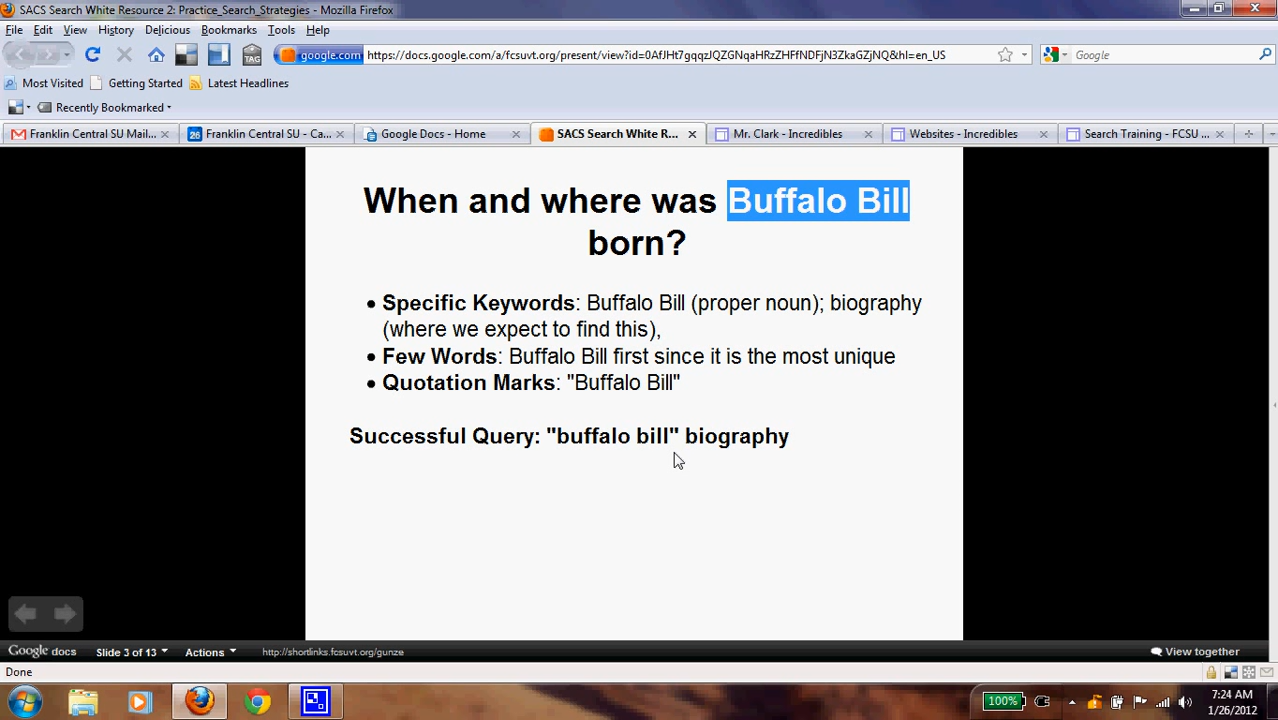 SACS Search White Resource 2: Practice_Search_Strategies - Mozilla Firefox
File Edit View History Delicious Bookmarks Tools Help
TAG google.com https://docs.google.com/a/fcsuvt.org/present/view?id=0AfJHt7gqqzJQZGNqaHRzZHFfNDFjN3ZkaGZjNQ&hl=en_US Google
Most Visited Getting Started Latest Headlines
Recently Bookmarked
Franklin Central SU Mail... 26 Franklin Central SU - Ca... Google Docs - Home SACS Search White R... Mr. Clark - Incredibles Websites - Incredibles Search Training - FCSU ...
When and where was Buffalo Bill
born?
• Specific Keywords: Buffalo Bill (proper noun); biography
(where we expect to find this),
• Few Words: Buffalo Bill first since it is the most unique
• Quotation Marks: "Buffalo Bill"
Successful Query: "buffalo bill" biography
Google docs Slide 3 of 13 Actions http://shortlinks.fcsuvt.org/gunze View together
Done
100% 7:24 AM
1/26/2012